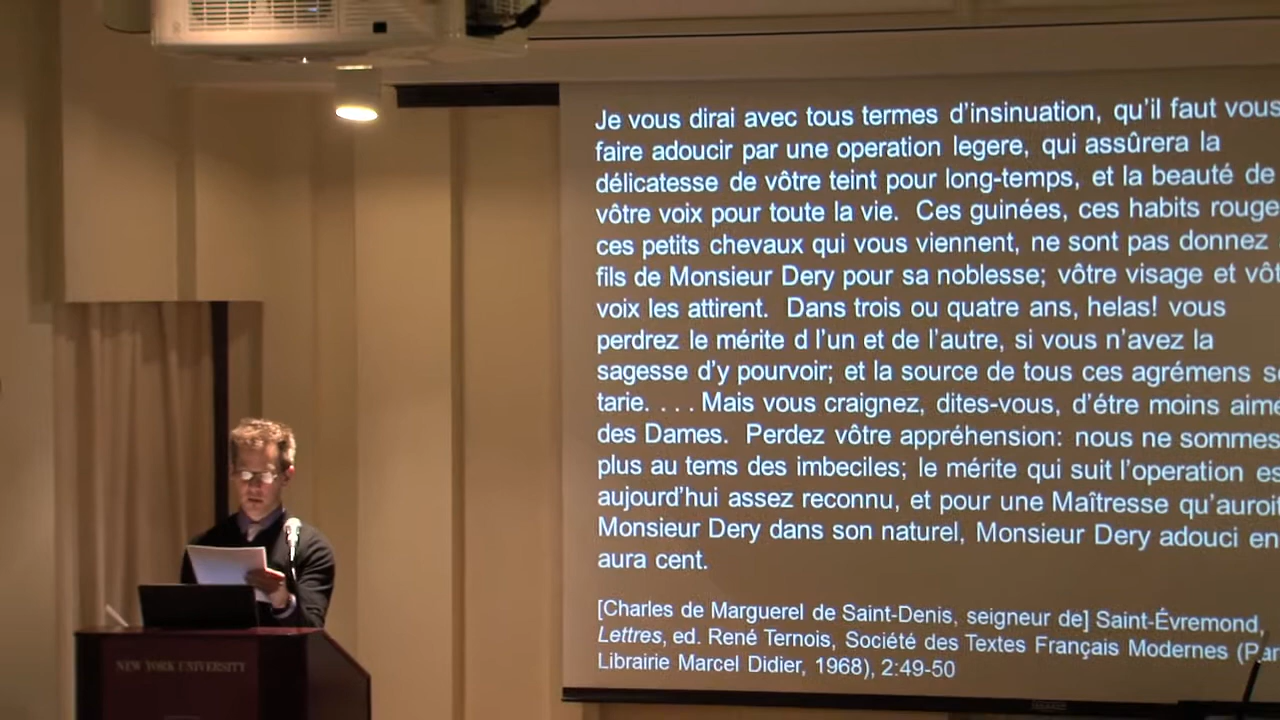 Je vous dirai avec tous termes d'insinuation, qu'il faut vous
faire adoucir par une operation legere, qui assûrera la
délicatesse de vôtre teint pour long-temps, et la beauté de
vôtre voix pour toute la vie. Ces guinées, ces habits rouge
ces petits chevaux qui vous viennent, ne sont pas donnez
fils de Monsieur Dery pour sa noblesse; vôtre visage et
voix les attirent. Dans trois ou quatre ans, helas! vous
perdrez le mérite d l'un et de l'autre, si vous n'avez la
sagesse d'y pourvoir; et la source de tous ces agrémens
tarie. . . . Mais vous craignez, dites-vous, d'étre moins
des Dames. Perdez vôtre appréhension: nous ne sommes
plus au tems des imbeciles; le mérite qui suit l'operation
aujourd'hui assez reconnu, et pour une Maîtresse qu'auroit
Monsieur Dery dans son naturel, Monsieur Dery adouci en
aura cent.
[Charles de Marguerel de Saint-Denis, seigneur de] Saint-Évremond,
Lettres, ed. René Ternois, Société des Textes Français Modernes
Librairie Marcel Didier, 1968), 2:49-50
NEW YORK UNIVERSITY